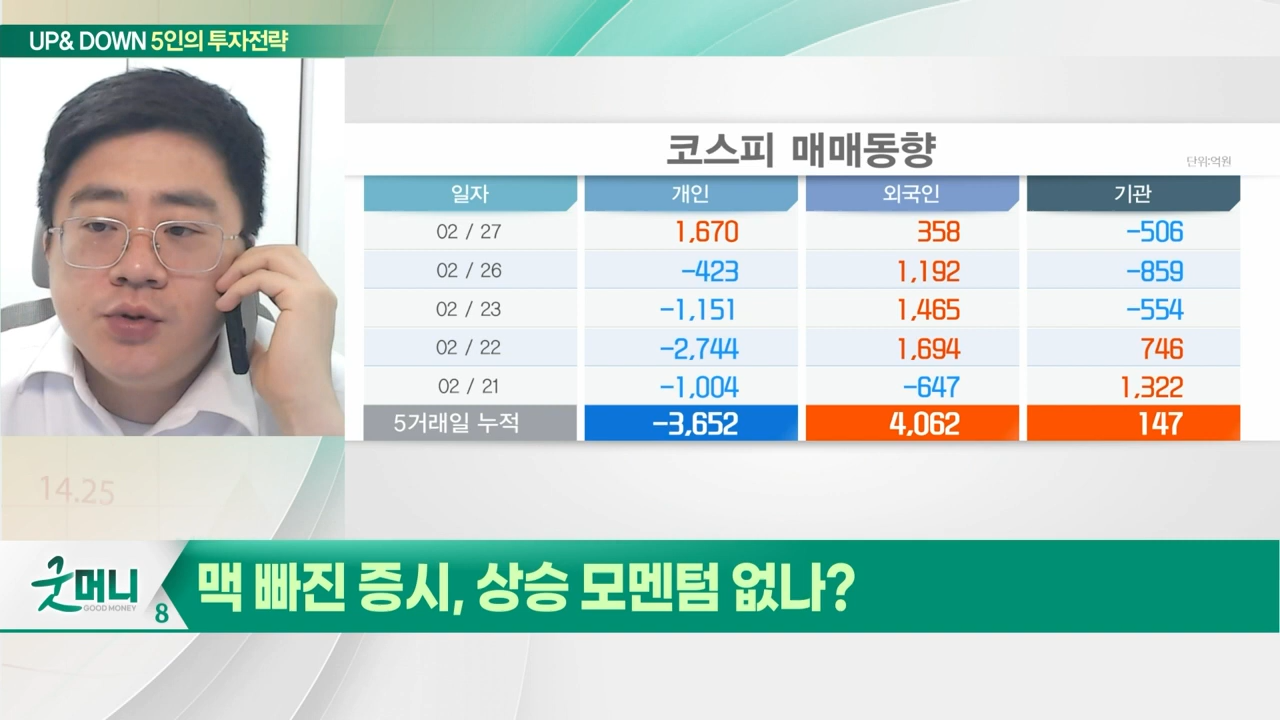 UP& DOWN 5인의 투자전략
코스피 매매동향
단위:억원
일자 개인 외국인 기관
02 / 27 1,670 358 -506
02 / 26 -423 1,192 -859
02 / 23 -1,151 1,465 -554
02 / 22 -2,744 1,694 746
02 / 21 -1,004 -647 1,322
5거래일 누적 -3,652 4,062 147
14.25
굿머니
GOOD MONEY
8
맥 빠진 증시, 상승 모멘텀 없나?